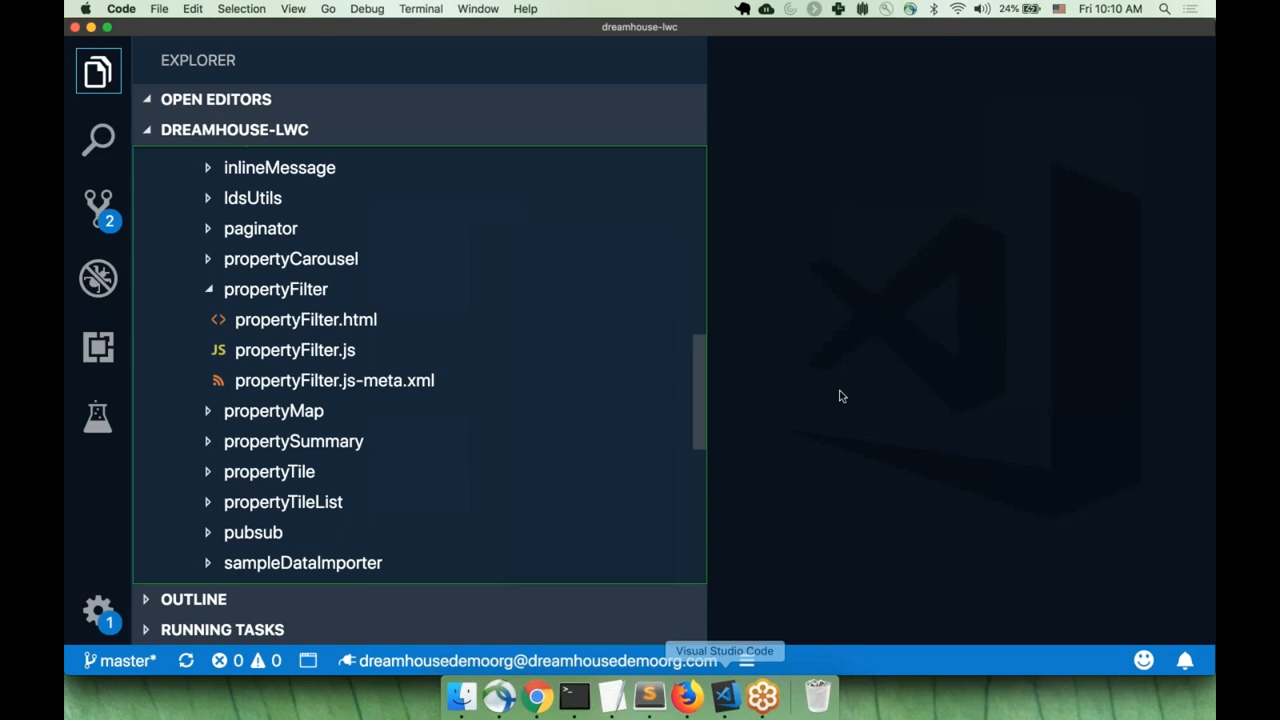 Code File Edit Selection View Go Debug Terminal Window Help 24% Fri 10:10 AM
dreamhouse-lwc
EXPLORER
OPEN EDITORS
DREAMHOUSE-LWC
inlineMessage
ldsUtils
paginator
2
propertyCarousel
propertyFilter
<> propertyFilter.html
JS propertyFilter.js
propertyFilter.js-meta.xml
propertyMap
propertySummary
propertyTile
propertyTileList
pubsub
sampleDataImporter
OUTLINE
1
RUNNING TASKS
Visual Studio Code
master* 0 0 dreamhousedemoorg@dreamhousedemoorg.com